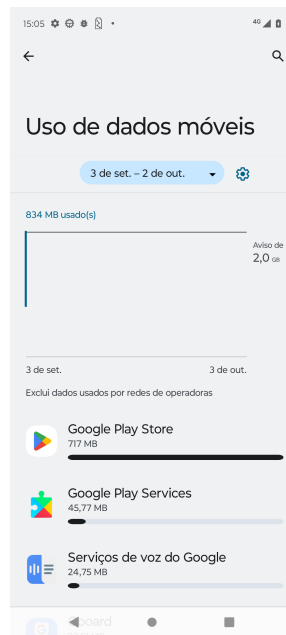 15:05
4G
Uso de dados móveis
3 de set. – 2 de out.
834 MB usado(s)
Aviso de
2,0 GB
3 de set.
3 de out.
Exclui dados usados por redes de operadoras
Google Play Store
717 MB
Google Play Services
45,77 MB
Serviços de voz do Google
24,75 MB